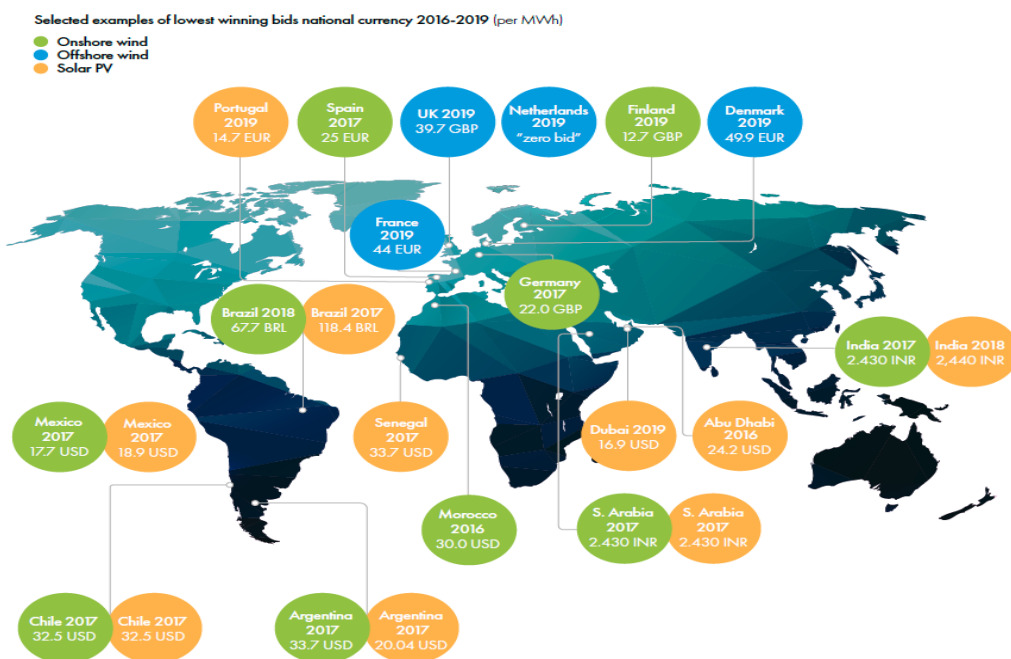 Selected examples of lowest winning bids national currency 2016-2019 (per MWh)
Onshore wind
Offshore wind
Solar PV
Portugal
2019
14.7 EUR
Spain
2017
25 EUR
UK 2019
39.7 GBP
Netherlands
2019
"zero bid"
Finland
2019
12.7 GBP
Denmark
2019
49.9 EUR
France
2019
44 EUR
Germany
2017
22.0 GBP
Brazil 2018
67.7 BRL
Brazil 2017
118.4 BRL
India 2017
2.430 INR
India 2018
2,440 INR
Mexico
2017
17.7 USD
Mexico
2017
18.9 USD
Senegal
2017
33.7 USD
Dubai 2019
16.9 USD
Abu Dhabi
2016
24.2 USD
Morocco
2016
30.0 USD
S. Arabia
2017
2.430 INR
S. Arabia
2017
2.430 INR
Chile 2017
32.5 USD
Chile 2017
32.5 USD
Argentina
2017
33.7 USD
Argentina
2017
20.04 USD